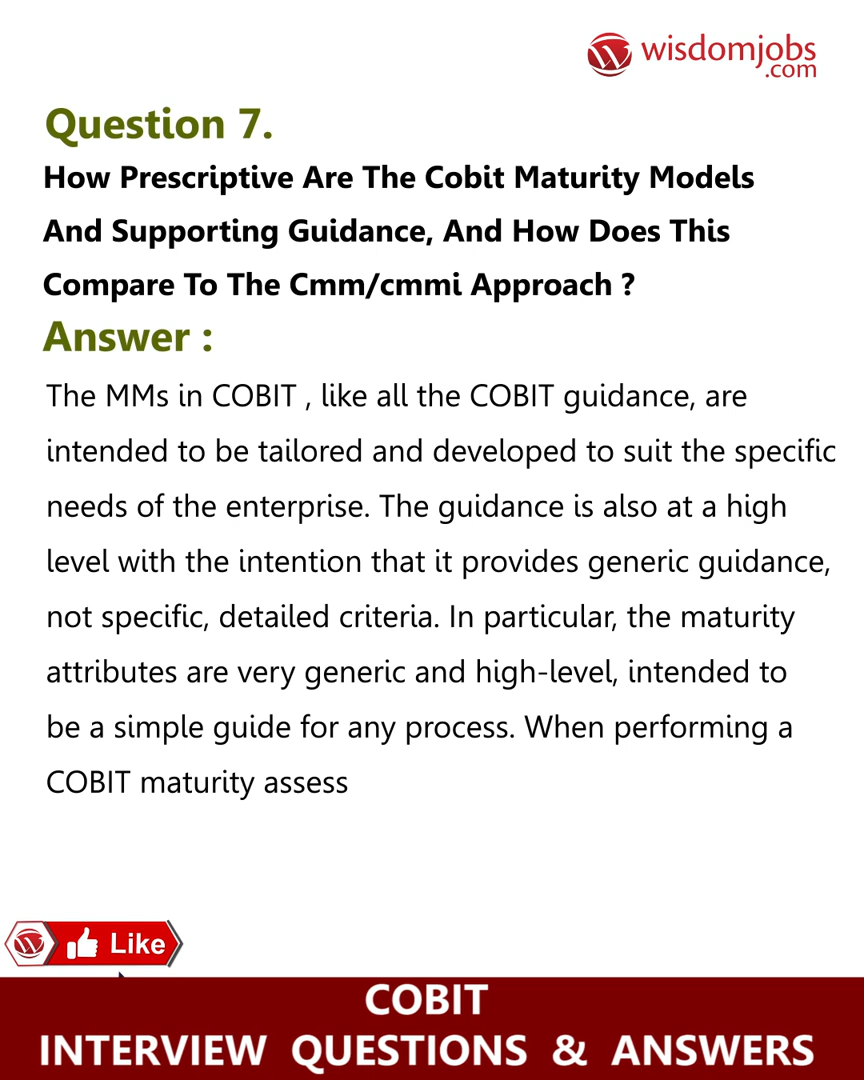 wisdomjobs
.com
Question 7.
How Prescriptive Are The Cobit Maturity Models
And Supporting Guidance, And How Does This
Compare To The Cmm/cmmi Approach ?
Answer :
The MMs in COBIT , like all the COBIT guidance, are
intended to be tailored and developed to suit the specific
needs of the enterprise. The guidance is also at a high
level with the intention that it provides generic guidance,
not specific, detailed criteria. In particular, the maturity
attributes are very generic and high-level, intended to
be a simple guide for any process. When performing a
COBIT maturity assess
Like
COBIT
INTERVIEW QUESTIONS & ANSWERS